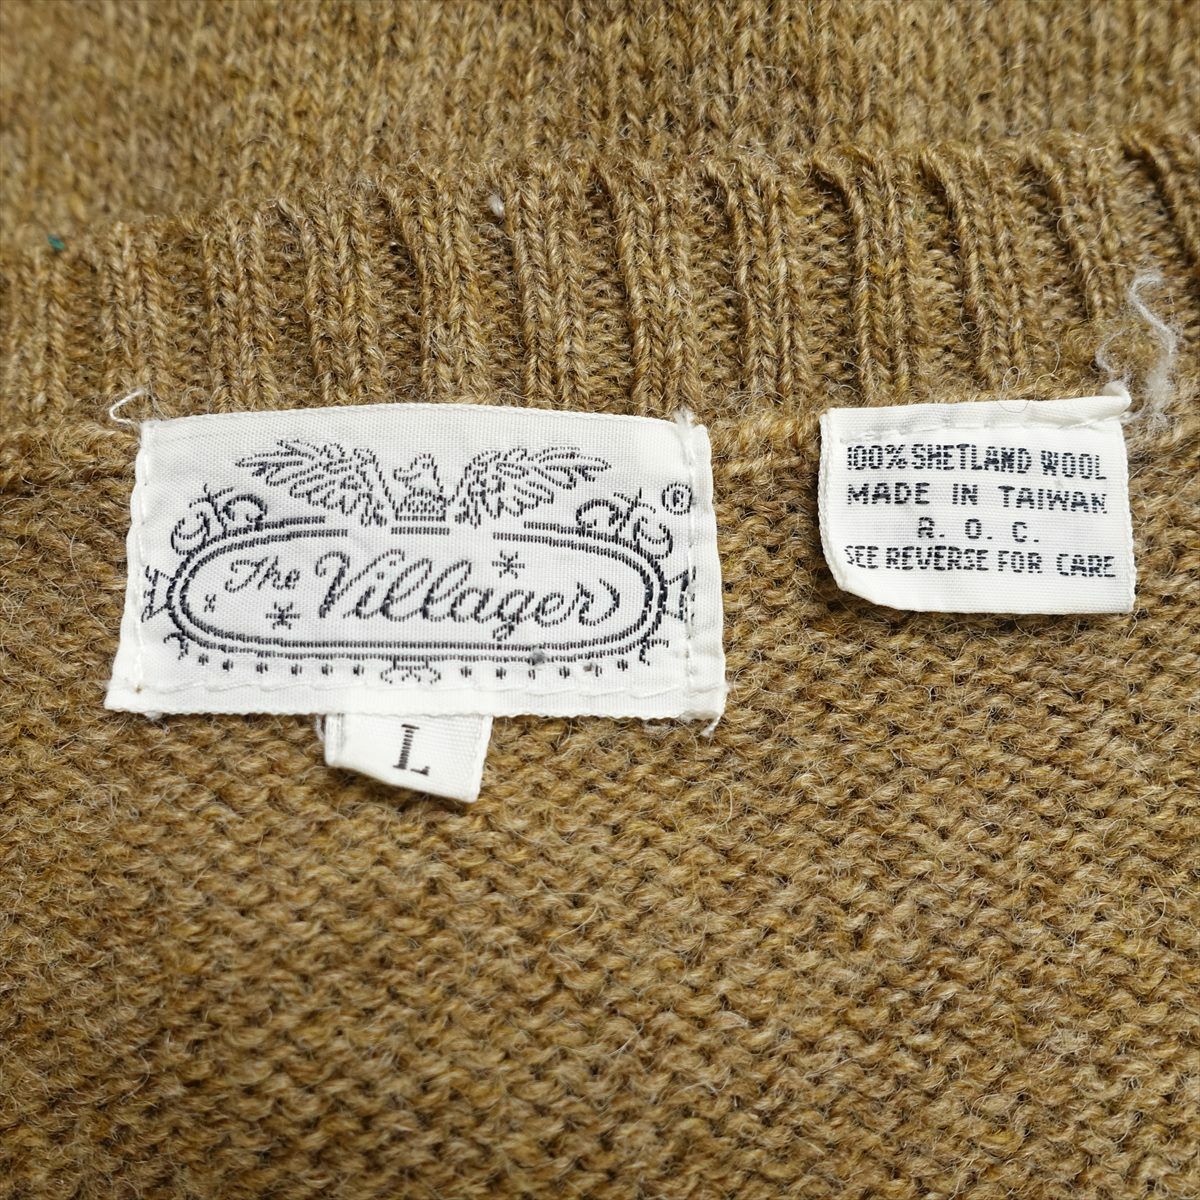 The Villager
®
L
100% SHETLAND WOOL
MADE IN TAIWAN
R. O. C.
SEE REVERSE FOR CARE